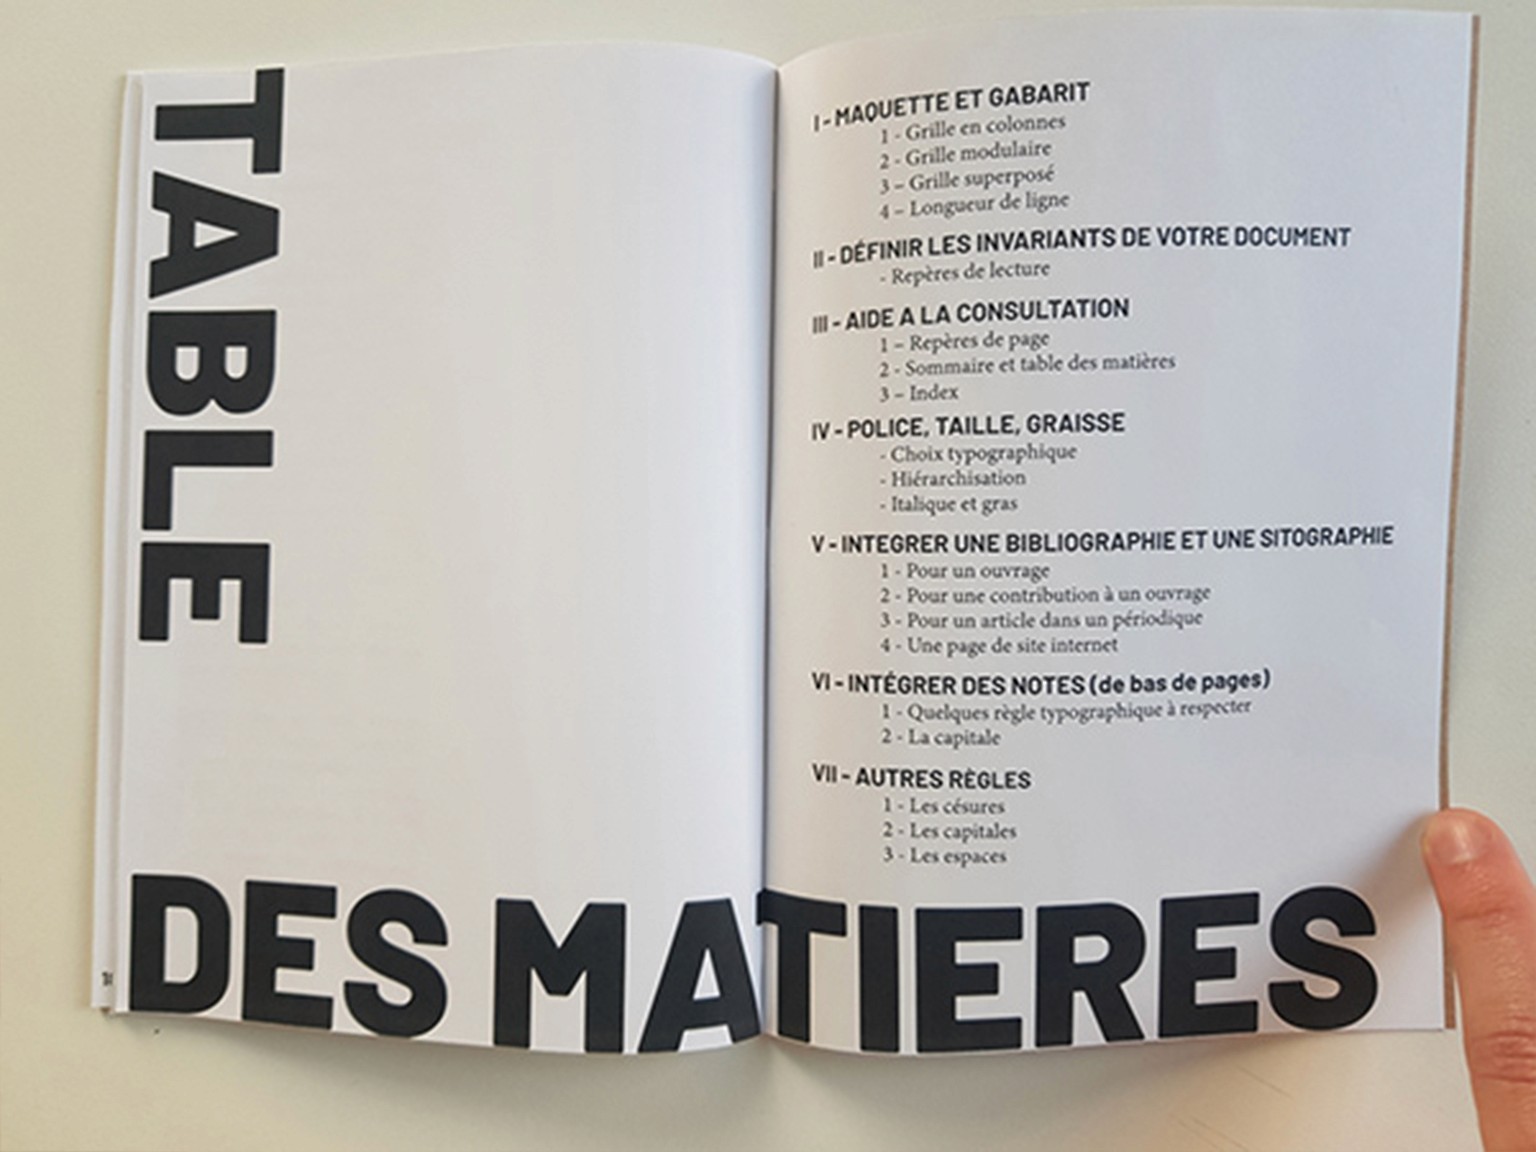 TABLE
DES MATIERES
I - MAQUETTE ET GABARIT
1 - Grille en colonnes
2 - Grille modulaire
3 – Grille superposé
4 – Longueur de ligne
II - DÉFINIR LES INVARIANTS DE VOTRE DOCUMENT
- Repères de lecture
III - AIDE A LA CONSULTATION
1 – Repères de page
2 - Sommaire et table des matières
3 – Index
IV - POLICE, TAILLE, GRAISSE
- Choix typographique
- Hiérarchisation
- Italique et gras
V - INTEGRER UNE BIBLIOGRAPHIE ET UNE SITOGRAPHIE
1 - Pour un ouvrage
2 - Pour une contribution à un ouvrage
3 - Pour un article dans un périodique
4 - Une page de site internet
VI - INTÉGRER DES NOTES (de bas de pages)
1 - Quelques règle typographique à respecter
2 - La capitale
VII - AUTRES RÈGLES
1 - Les césures
2 - Les capitales
3 - Les espaces